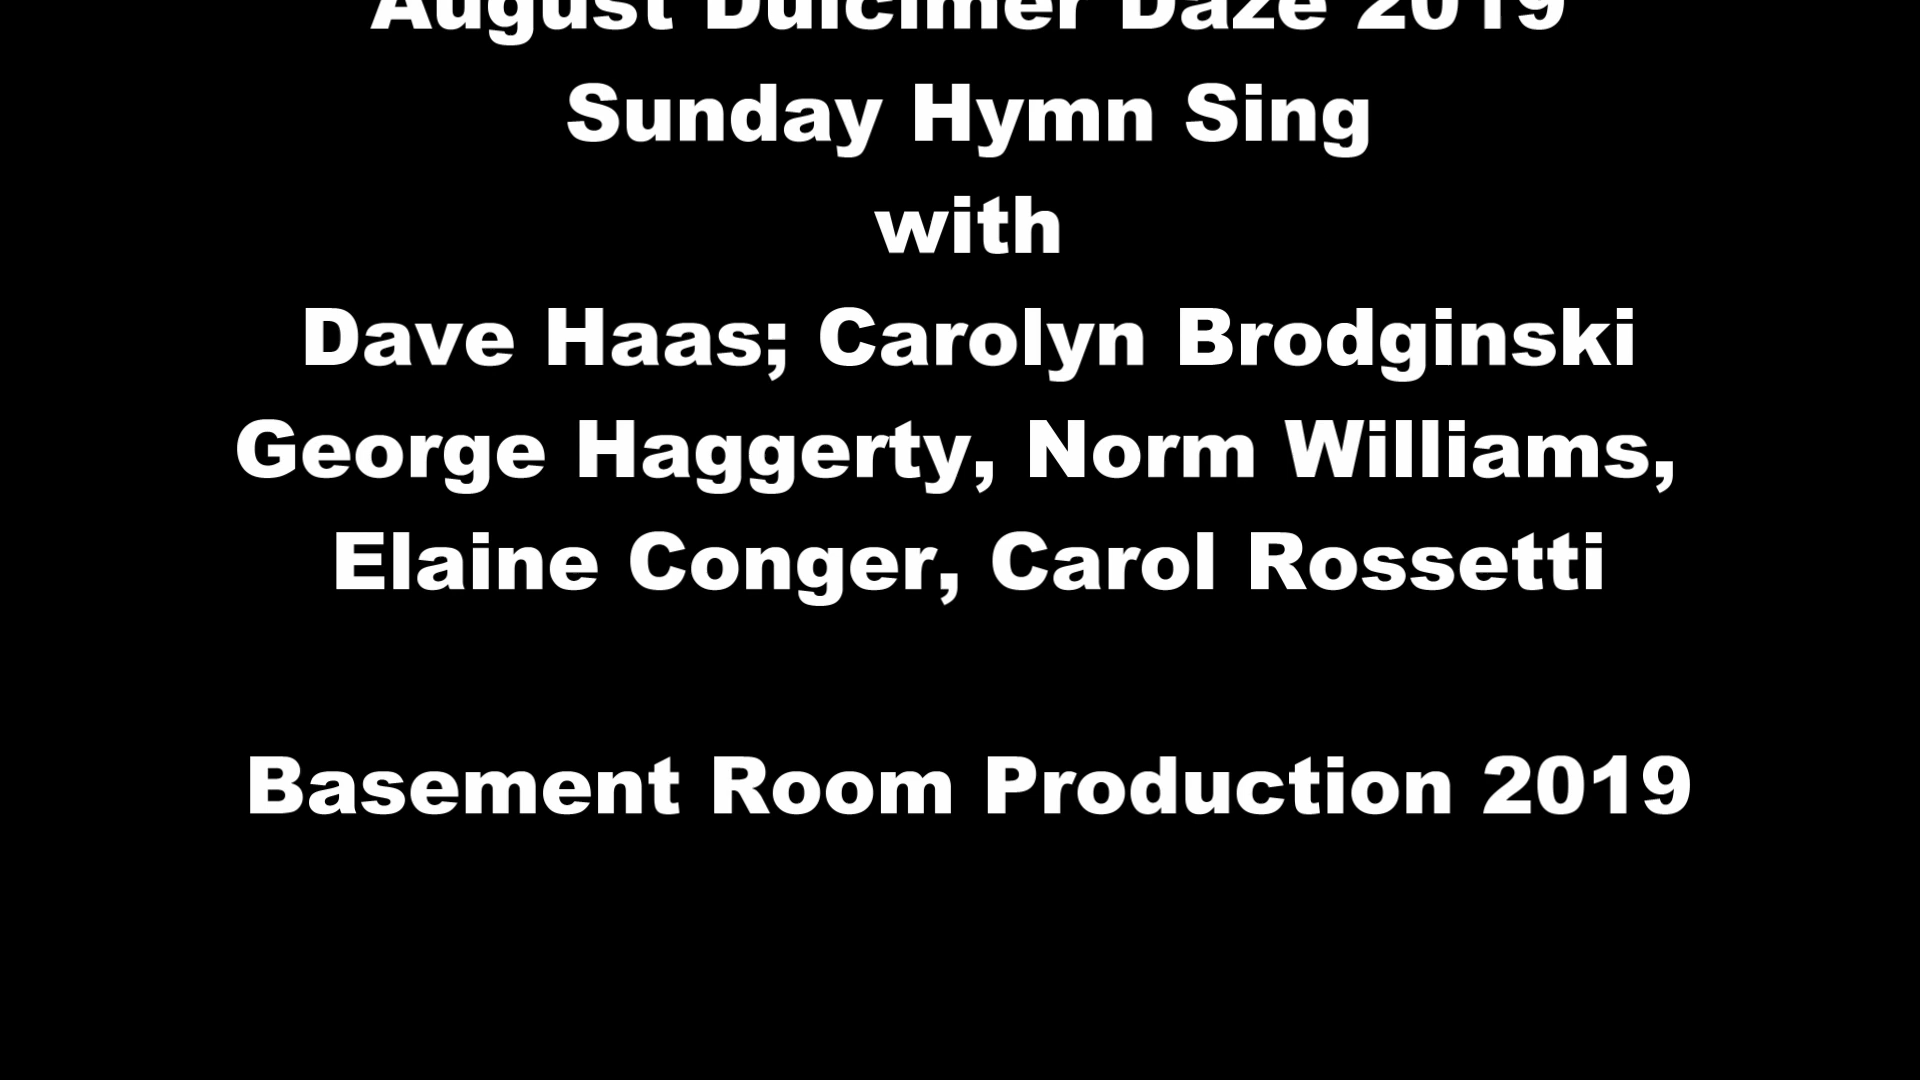 August Dulcimer Daze 2019
Sunday Hymn Sing
with
Dave Haas; Carolyn Brodginski
George Haggerty, Norm Williams,
Elaine Conger, Carol Rossetti
Basement Room Production 2019